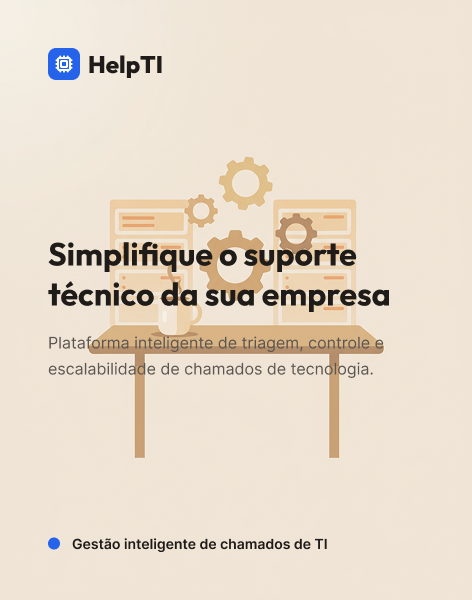 HelpTI
Simplifique o suporte
técnico da sua empresa
Plataforma inteligente de triagem, controle e
escalabilidade de chamados de tecnologia.
Gestão inteligente de chamados de TI